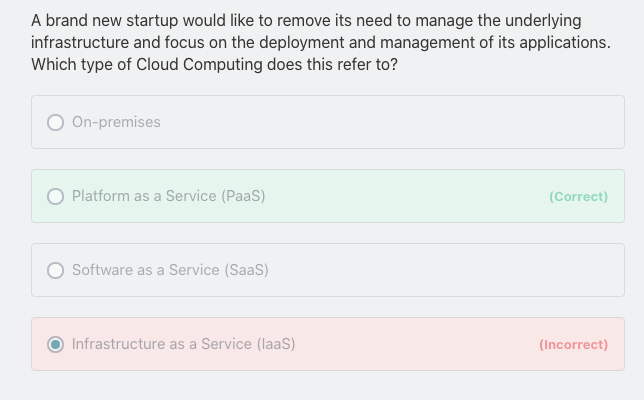 A brand new startup would like to remove its need to manage the underlying
infrastructure and focus on the deployment and management of its applications.
Which type of Cloud Computing does this refer to?
On-premises
Platform as a Service (PaaS) (Correct)
Software as a Service (SaaS)
Infrastructure as a Service (IaaS) (Incorrect)